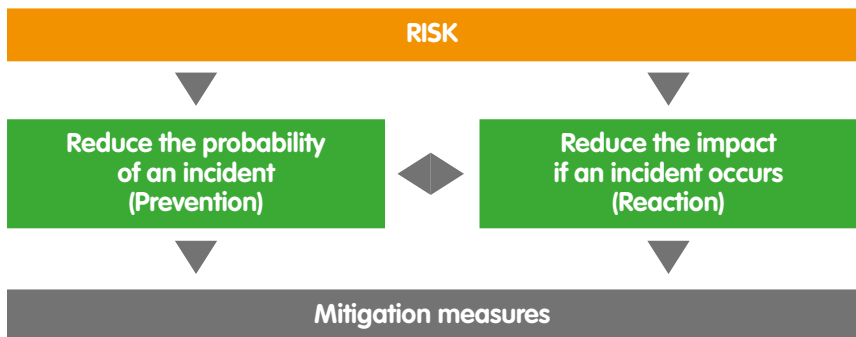 RISK
Reduce the probability
of an incident
(Prevention)
Reduce the impact
if an incident occurs
(Reaction)
Mitigation measures